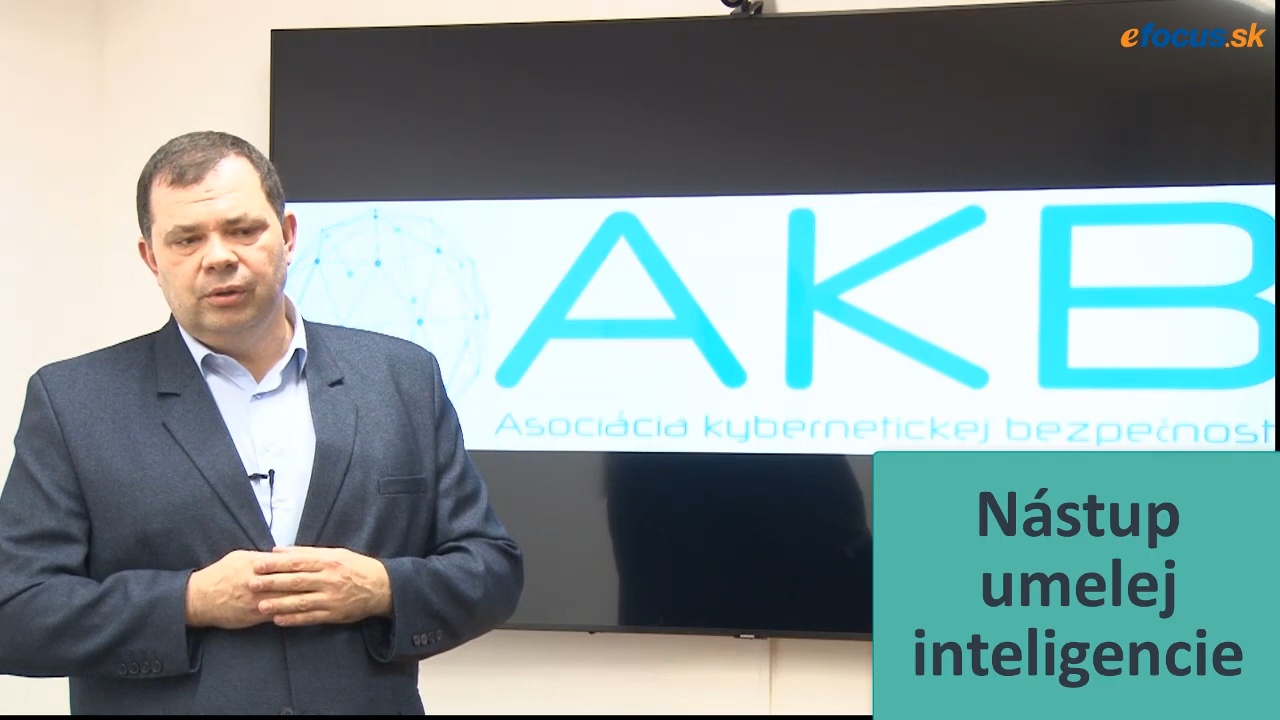 efocus.sk
AKB
Asociácia kybernetickej bezpečnost
Nástup
umelej
inteligencie